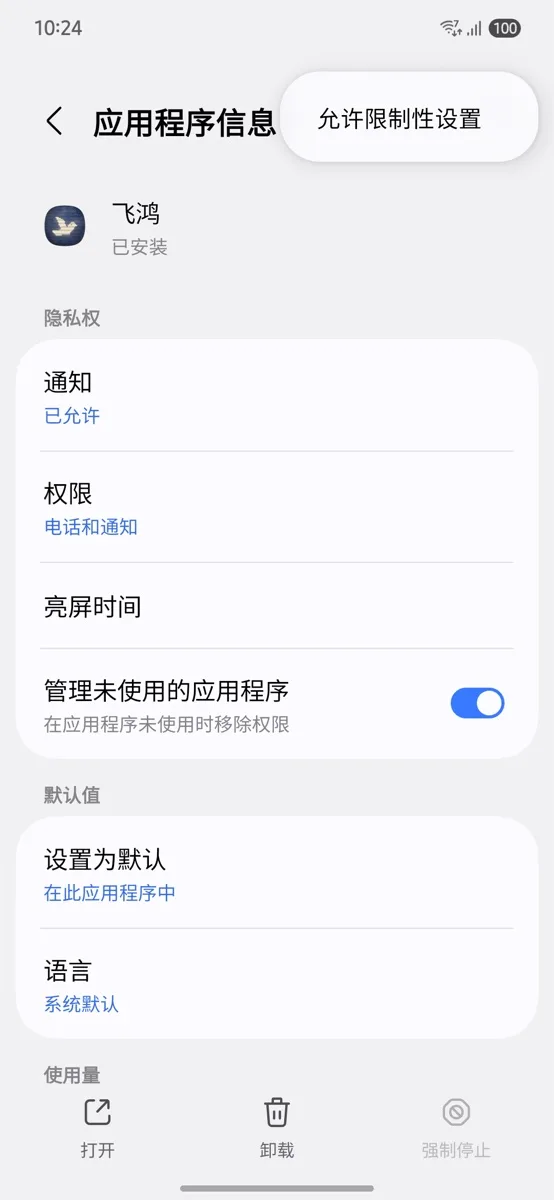 10:24
7
100
应用程序信息
允许限制性设置
飞鸿
已安装
隐私权
通知
已允许
权限
电话和通知
亮屏时间
管理未使用的应用程序
在应用程序未使用时移除权限
默认值
设置为默认
在此应用程序中
语言
系统默认
使用量
打开
卸载
强制停止